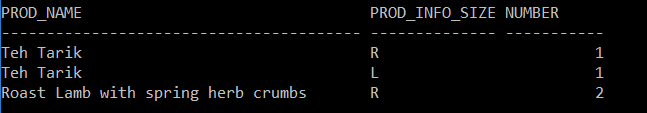 PROD_NAME PROD_INFO_SIZE NUMBER
------------------------------------ --------------- -----------
Teh Tarik R 1
Teh Tarik L 1
Roast Lamb with spring herb crumbs R 2